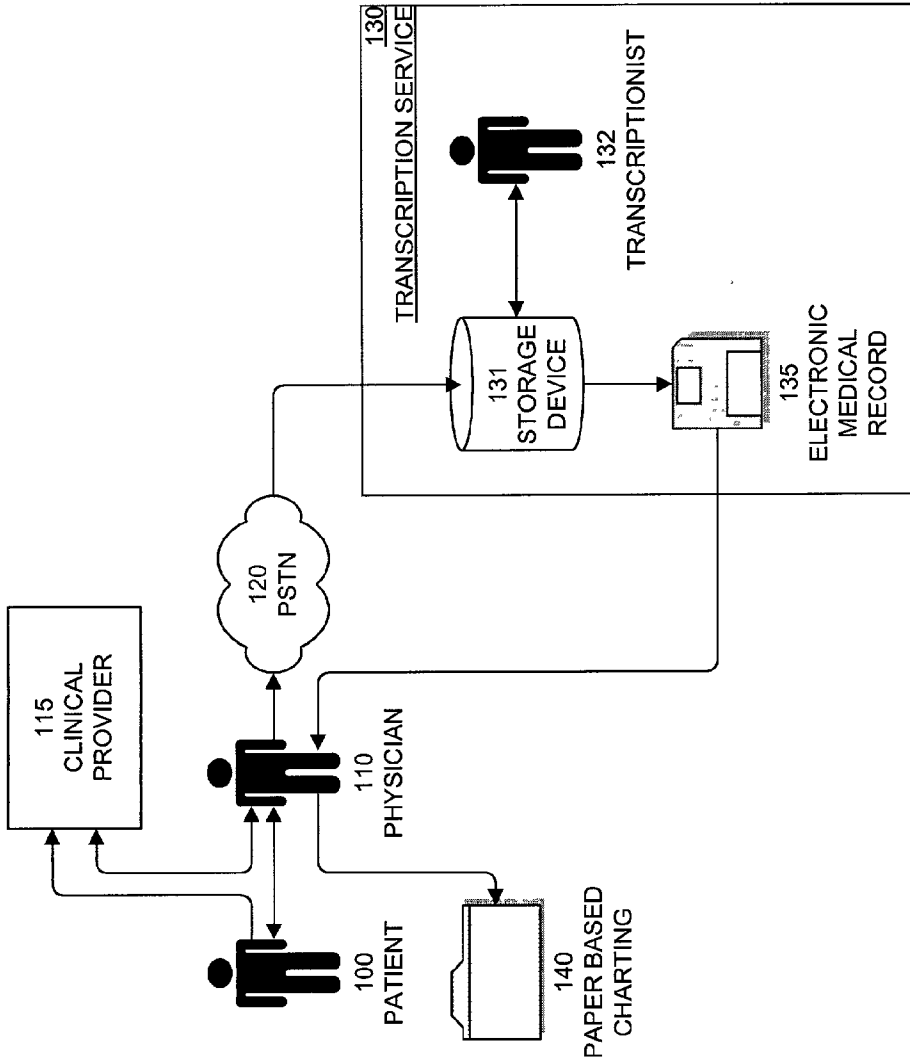 115
CLINICAL
PROVIDER
100
PATIENT
110
PHYSICIAN
120
PSTN
140
PAPER BASED
CHARTING
130
TRANSCRIPTION SERVICE
131
STORAGE
DEVICE
132
TRANSCRIPTIONIST
135
ELECTRONIC
MEDICAL
RECORD